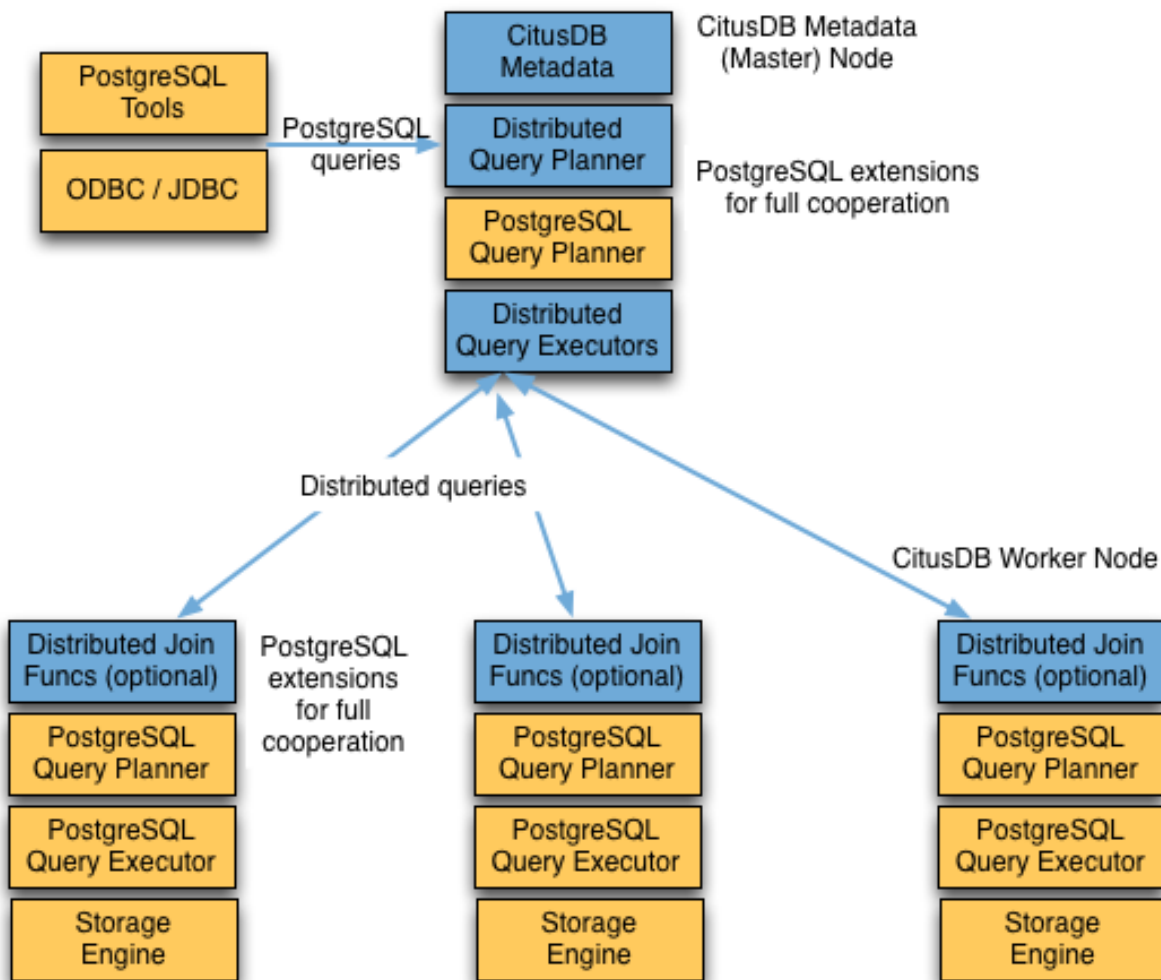 CitusDB
Metadata
CitusDB Metadata
(Master) Node
PostgreSQL
Tools
ODBC / JDBC
PostgreSQL
queries
Distributed
Query Planner
PostgreSQL extensions
for full cooperation
PostgreSQL
Query Planner
Distributed
Query Executors
Distributed queries
CitusDB Worker Node
Distributed Join
Funcs (optional)
PostgreSQL
Query Planner
PostgreSQL
Query Executor
Storage
Engine
PostgreSQL
extensions
for full
cooperation
Distributed Join
Funcs (optional)
PostgreSQL
Query Planner
PostgreSQL
Query Executor
Storage
Engine
Distributed Join
Funcs (optional)
PostgreSQL
Query Planner
PostgreSQL
Query Executor
Storage
Engine